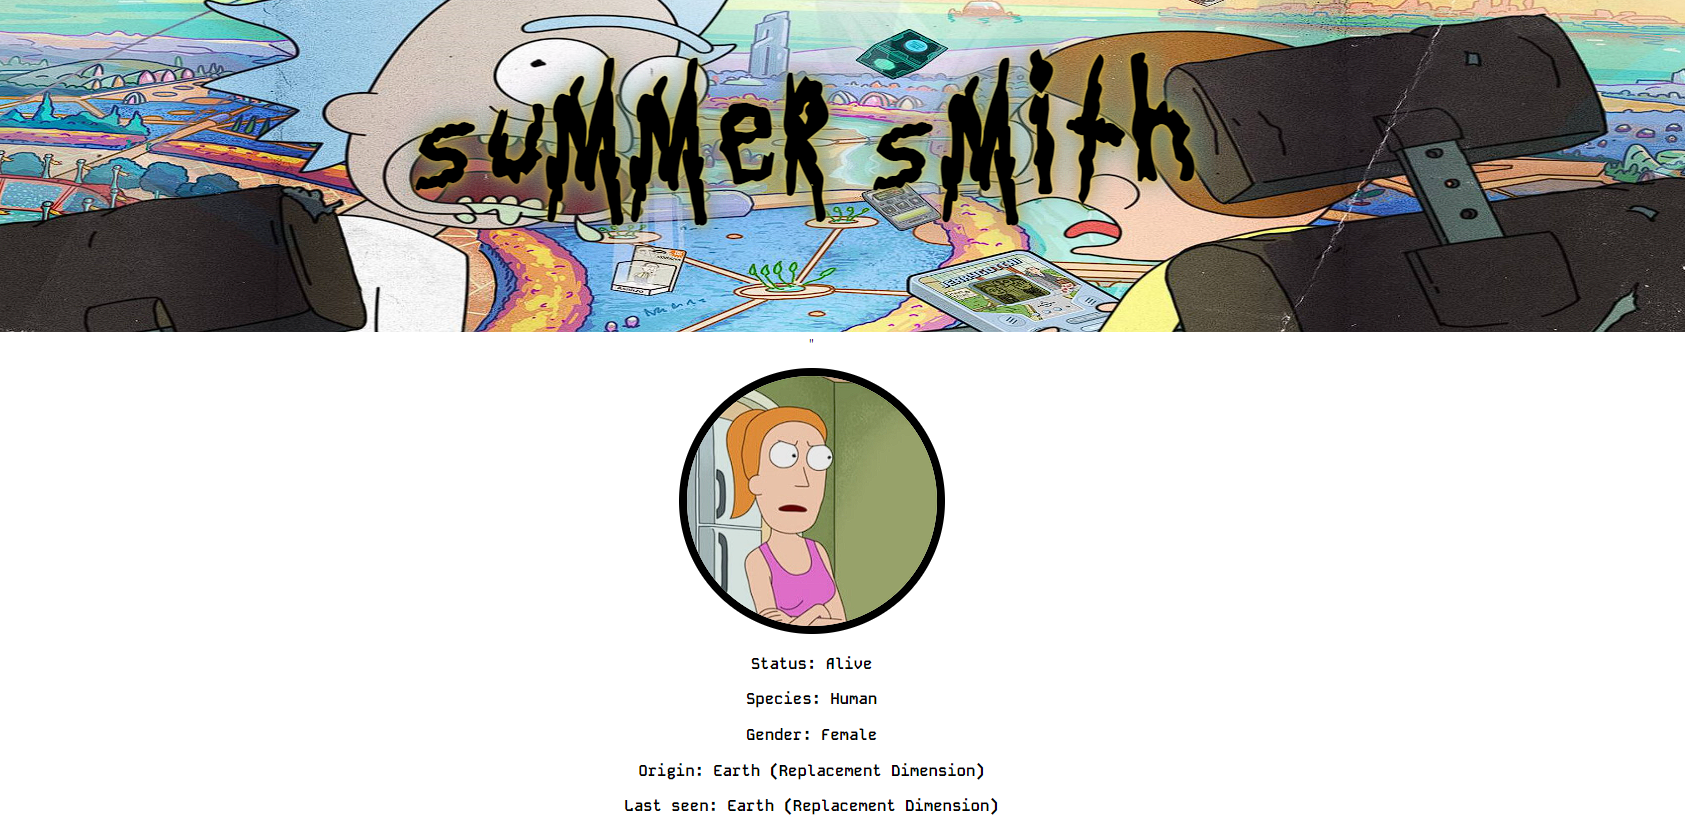 suMMeR sMith
"
Status: Alive
Species: Human
Gender: Female
Origin: Earth (Replacement Dimension)
Last seen: Earth (Replacement Dimension)